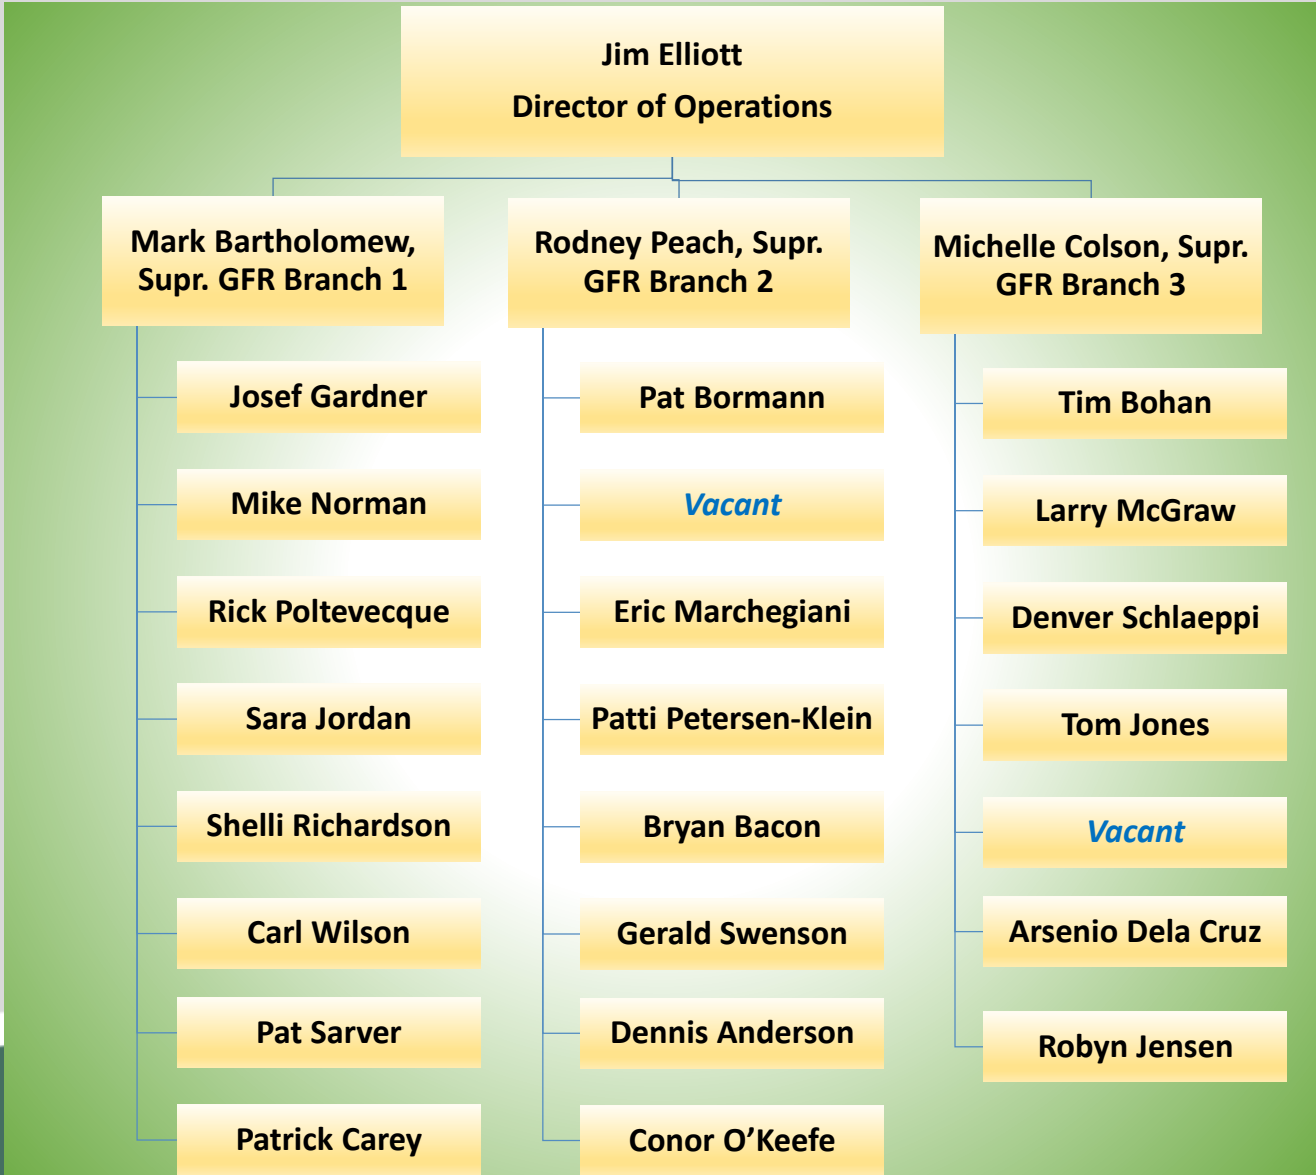 Jim Elliott
Director of Operations
Mark Bartholomew,
Supr. GFR Branch 1
Josef Gardner
Mike Norman
Rick Poltevecque
Sara Jordan
Shelli Richardson
Carl Wilson
Pat Sarver
Patrick Carey
Rodney Peach, Supr.
GFR Branch 2
Pat Bormann
Vacant
Eric Marchegiani
Patti Petersen-Klein
Bryan Bacon
Gerald Swenson
Dennis Anderson
Conor O’Keefe
Michelle Colson, Supr.
GFR Branch 3
Tim Bohan
Larry McGraw
Denver Schlaeppi
Tom Jones
Vacant
Arsenio Dela Cruz
Robyn Jensen